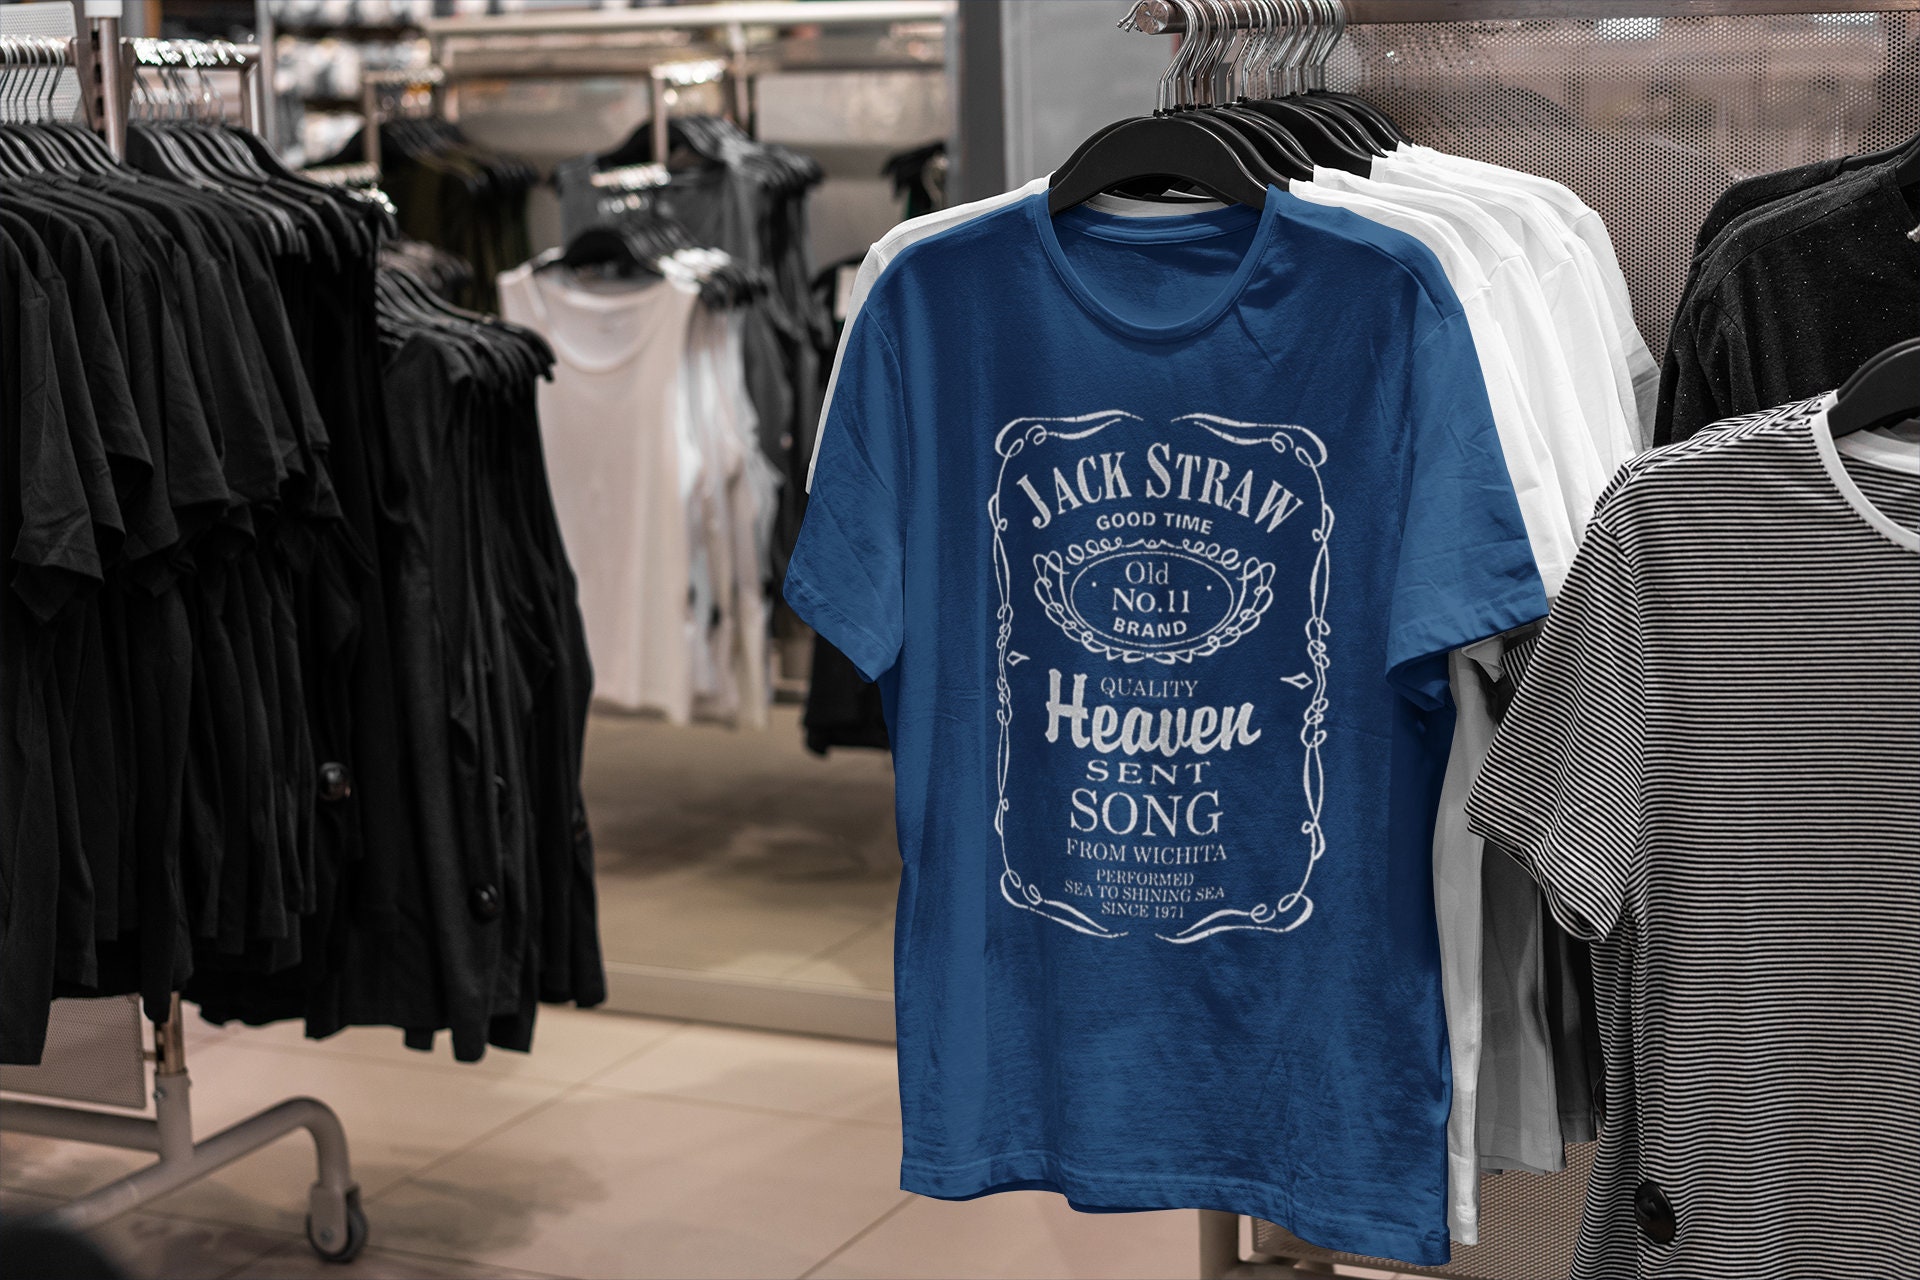 JACK STRAW
GOOD TIME
Old
No.11
BRAND
QUALITY
Heaven
SENT
SONG
FROM WICHITA
PERFORMED
SEA TO SHINING SEA
SINCE 1971